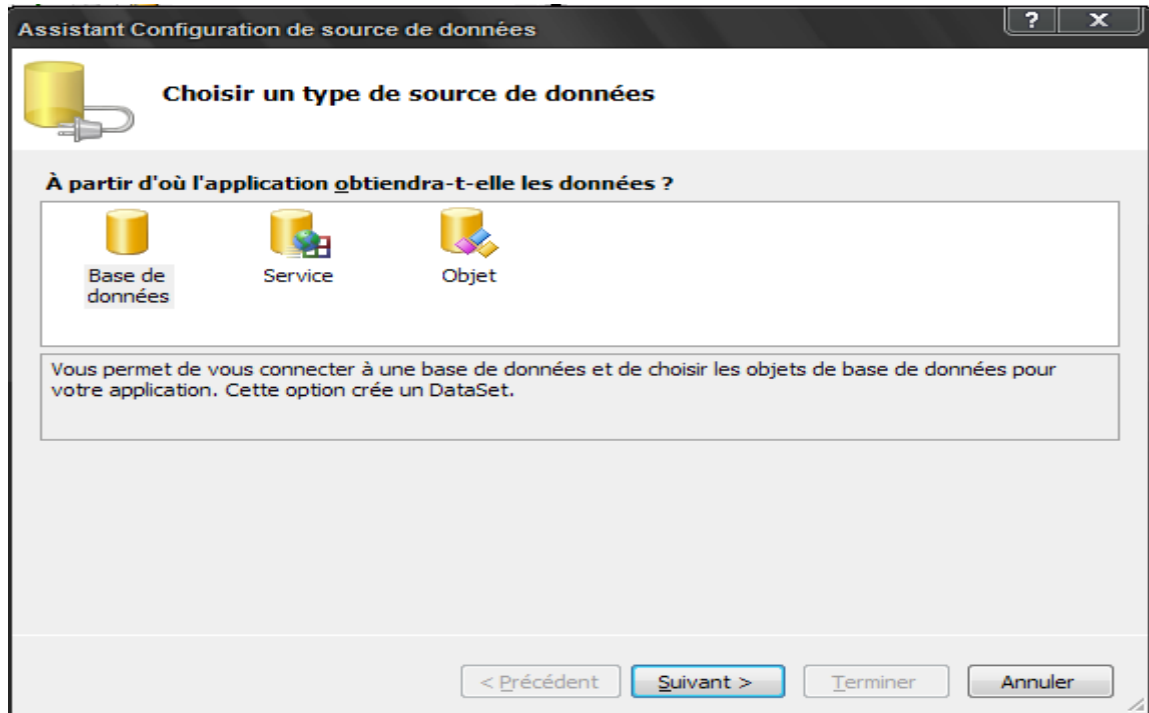 Assistant Configuration de source de données
? X
Choisir un type de source de données
À partir d'où l'application obtiendra-t-elle les données ?
Base de
données
Service
Objet
Vous permet de vous connecter à une base de données et de choisir les objets de base de données pour
votre application. Cette option crée un DataSet.
< Précédent
Suivant >
Terminer
Annuler